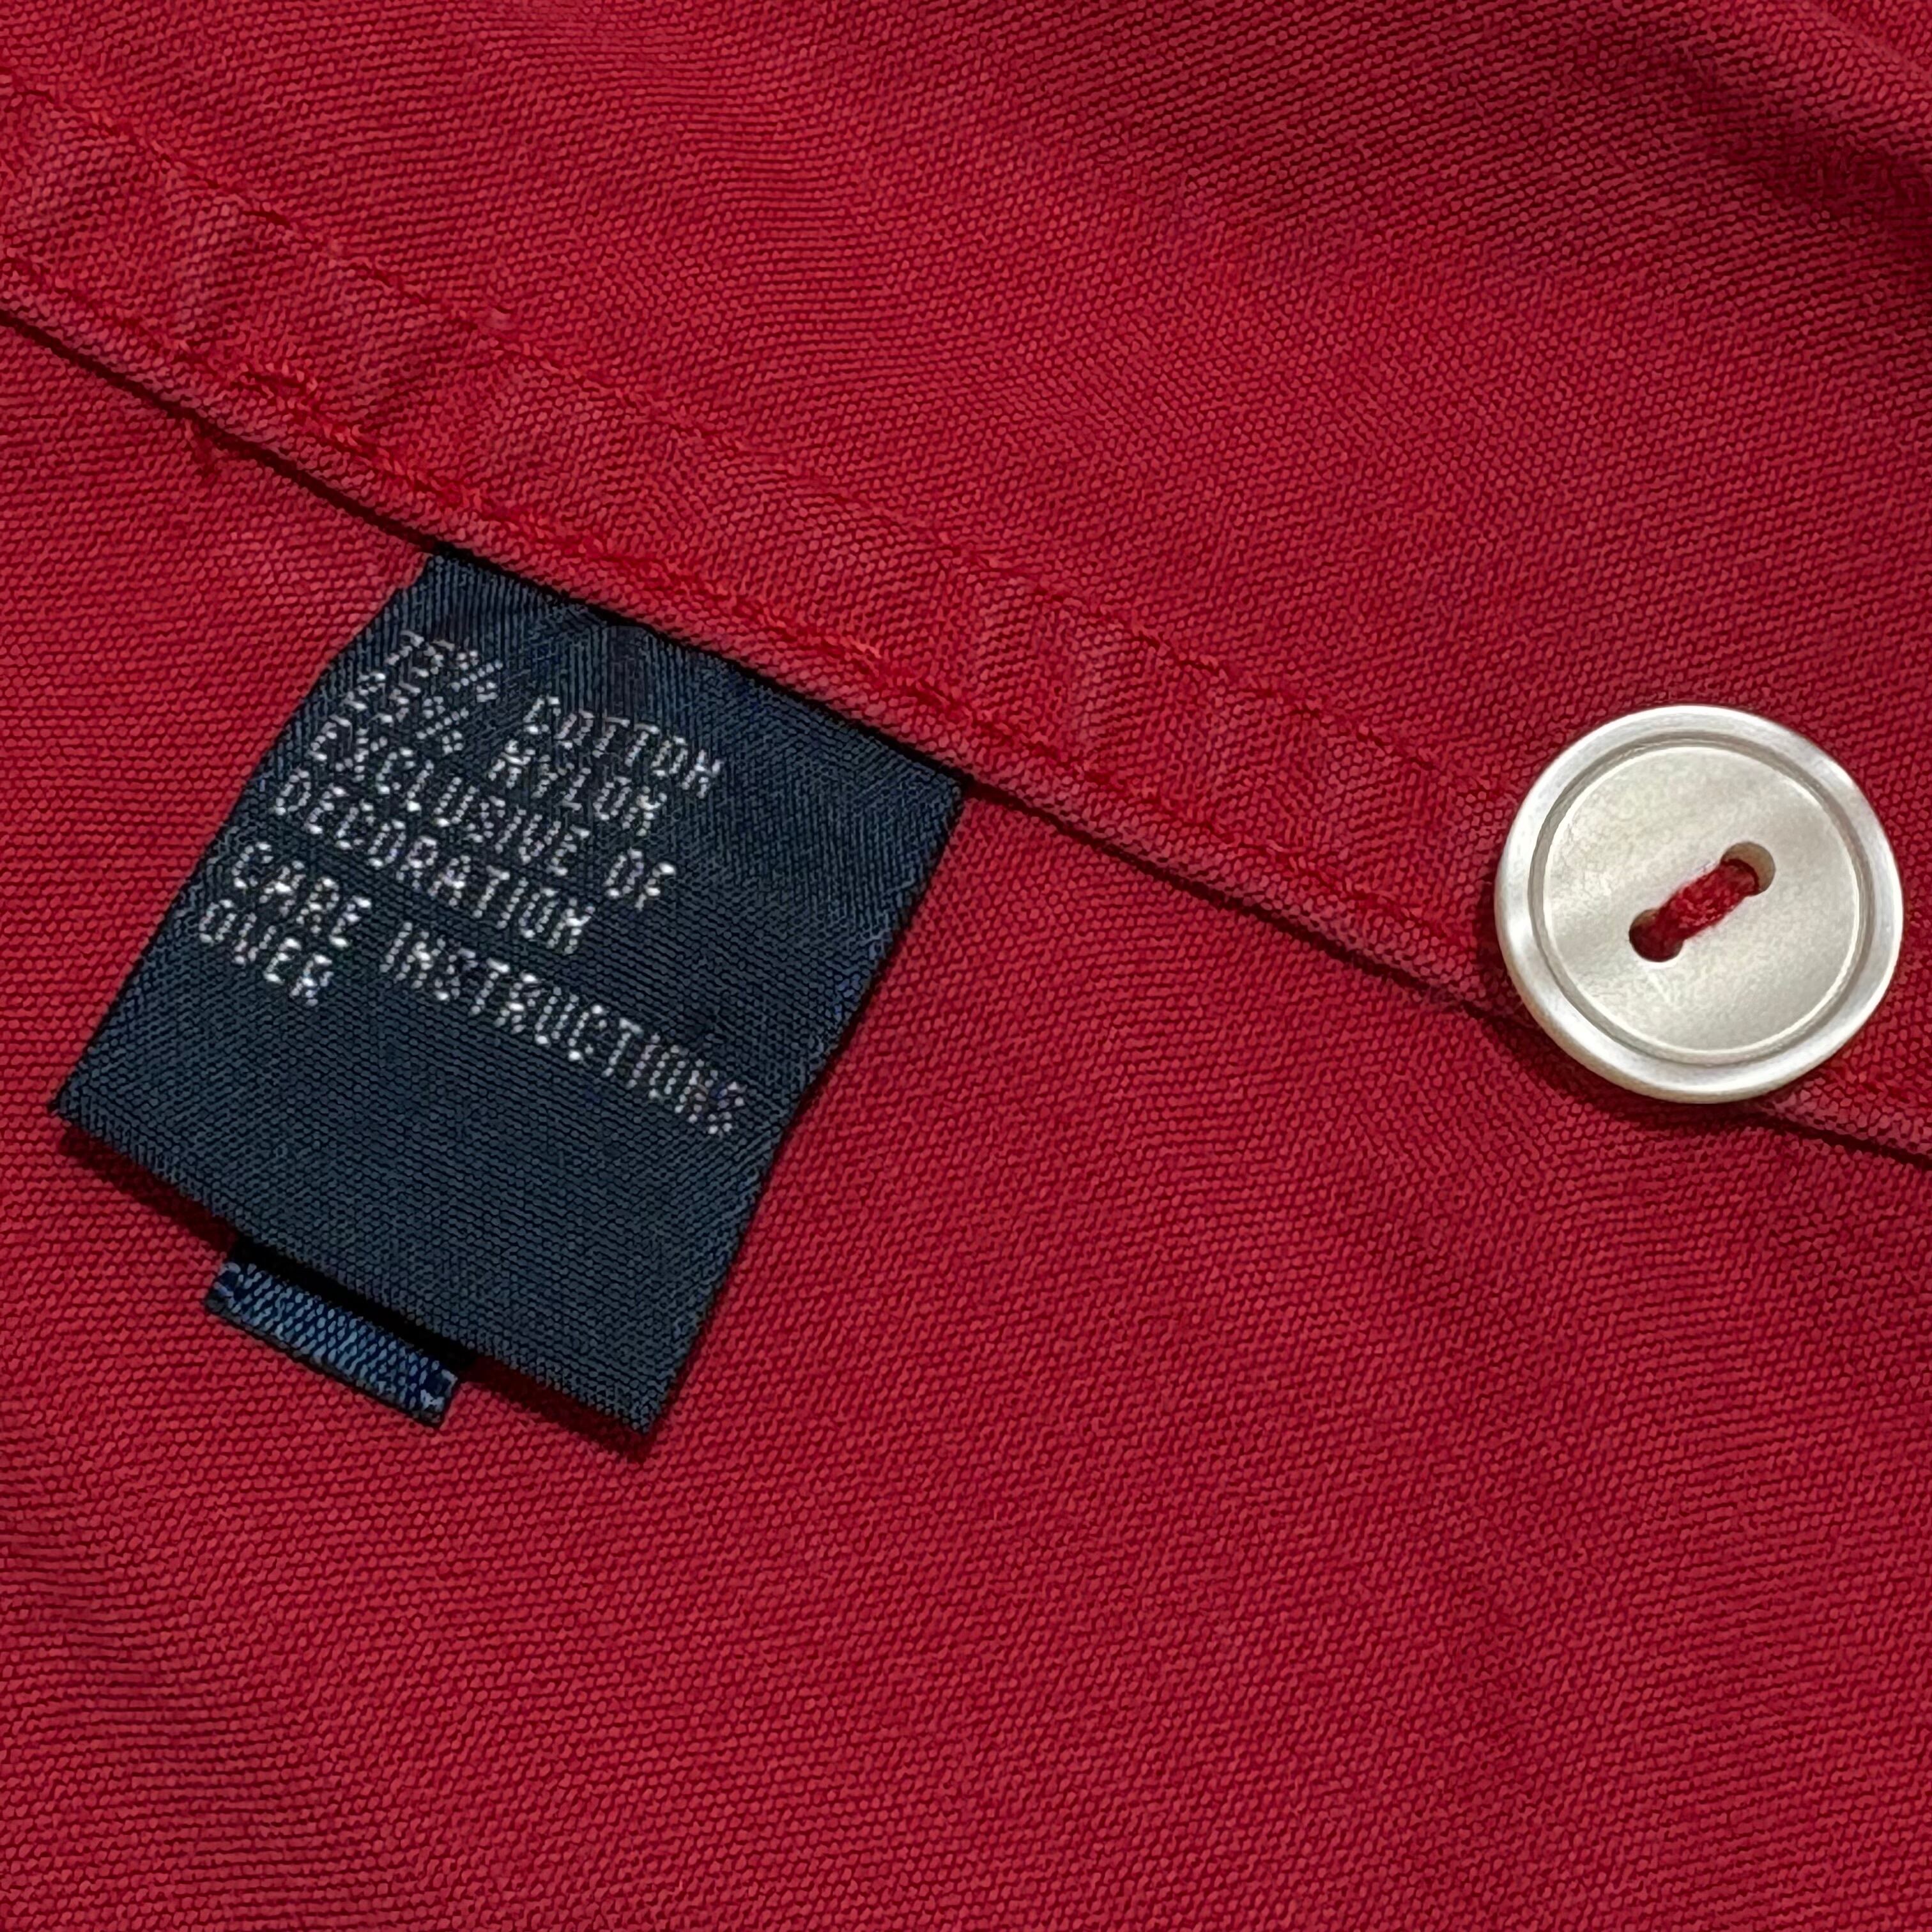 75% COTTON
25% NYLON
EXCLUSIVE OF
DECORATION
CARE INSTRUCTIONS
OVER